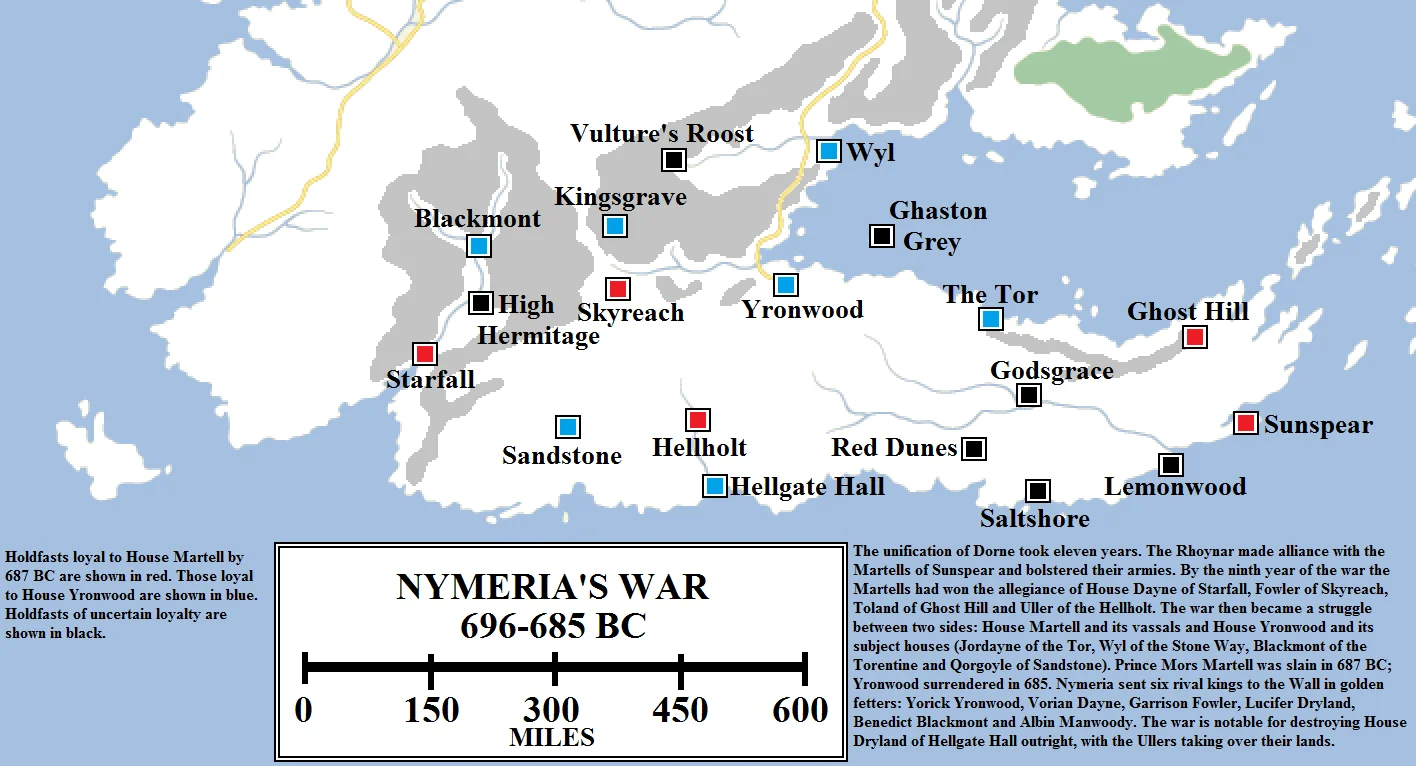 Vulture's Roost
Wyl
Kingsgrave
Blackmont
Ghaston
Grey
High
Hermitage
Skyreach
Yronwood
The Tor
Ghost Hill
Starfall
Godsgrace
Sandstone
Hellholt
Red Dunes
Sunspear
Hellgate Hall
Lemonwood
Saltshore
Holdfasts loyal to House Martell by
687 BC are shown in red. Those loyal
to House Yronwood are shown in blue.
Holdfasts of uncertain loyalty are
shown in black.
NYMERIA'S WAR
696-685 BC
0 150 300 450 600
MILES
The unification of Dorne took eleven years. The Rhoynar made alliance with the
Martells of Sunspear and bolstered their armies. By the ninth year of the war the
Martells had won the allegiance of House Dayne of Starfall, Fowler of Skyreach,
Toland of Ghost Hill and Uller of the Hellholt. The war then became a struggle
between two sides: House Martell and its vassals and House Yronwood and its
subject houses (Jordayne of the Tor, Wyl of the Stone Way, Blackmont of the
Torentine and Qorgoyle of Sandstone). Prince Mors Martell was slain in 687 BC;
Yronwood surrendered in 685. Nymeria sent six rival kings to the Wall in golden
fetters: Yorick Yronwood, Vorian Dayne, Garrison Fowler, Lucifer Dryland,
Benedict Blackmont and Albin Manwoody. The war is notable for destroying House
Dryland of Hellgate Hall outright, with the Ullers taking over their lands.